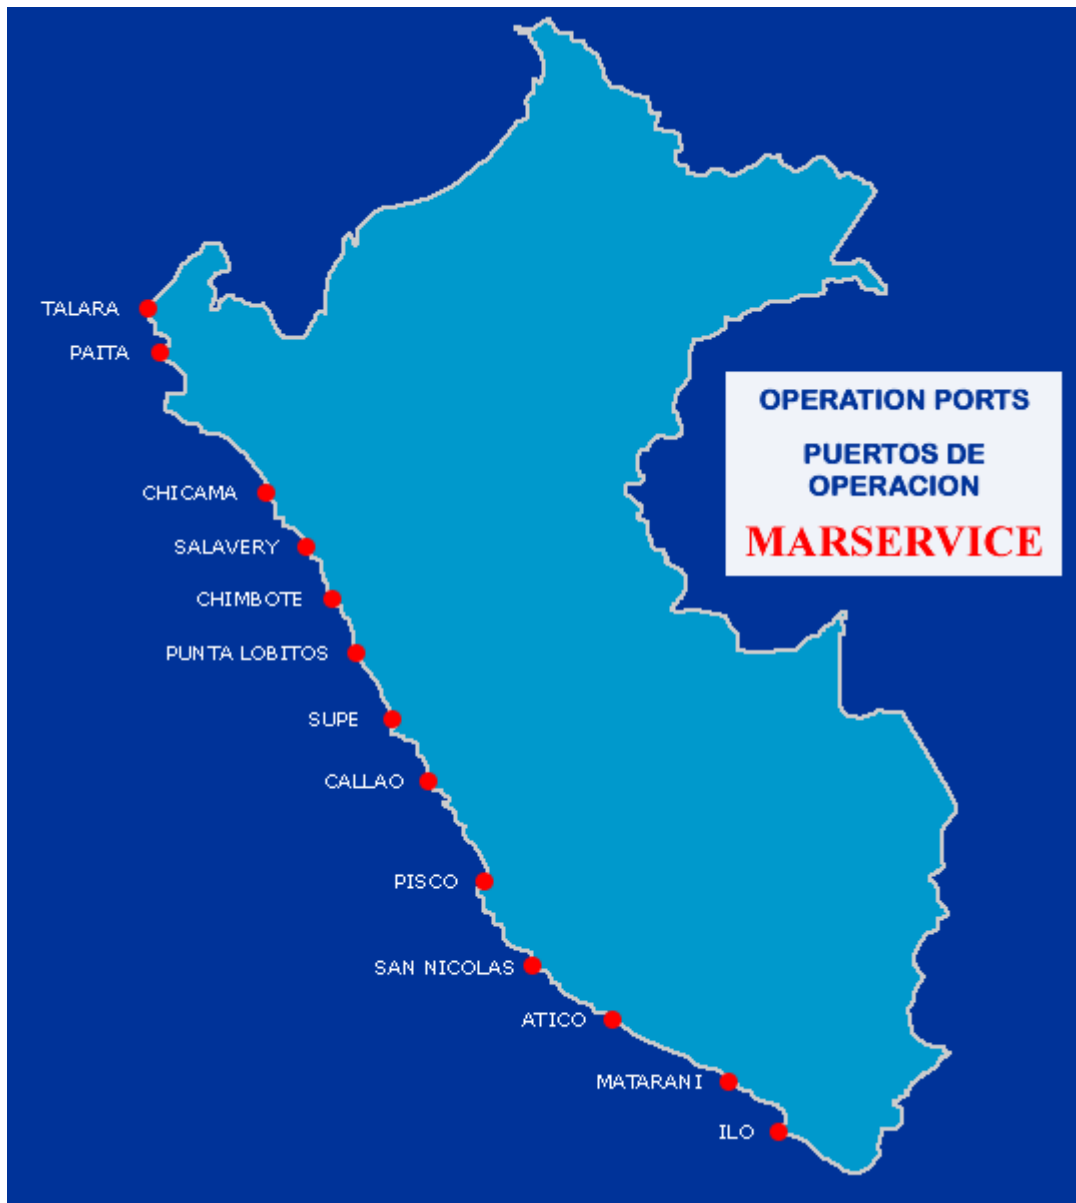 TALARA
PAITA
OPERATION PORTS
PUERTOS DE
OPERACION
MARSERVICE
CHICAMA
SALAVERY
CHIMBOTE
PUNTA LOBITOS
SUPE
CALLAO
PISCO
SAN NICOLAS
ATICO
MATARANI
ILO